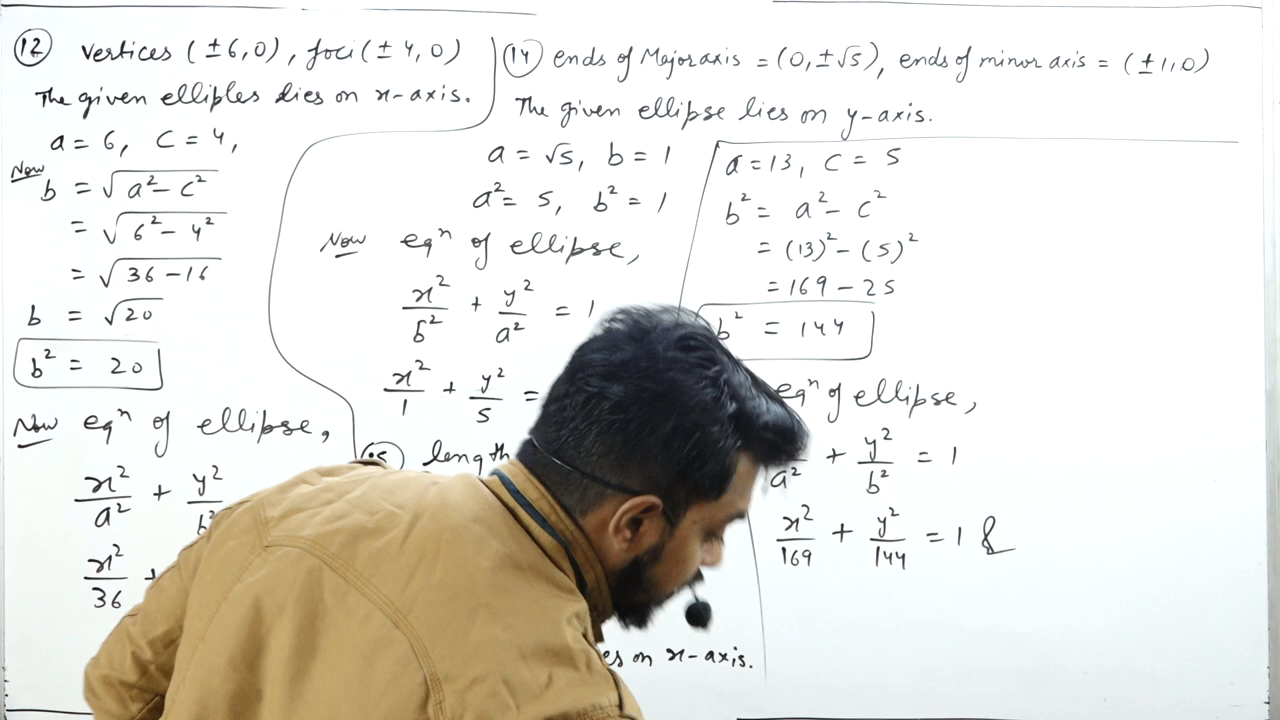 (12) Vertices (±6,0), foci (± 4, 0)
The given elliples lies on x-axis.
a = 6, c = 4,
Now
b = √a² - c²
= √6² - 4²
= √36 - 16
b = √20
b² = 20
Now eqⁿ of ellipse,
x²/a² + y²/b²
x²/36 +
(14) ends of Major axis = (0, ±√5), ends of minor axis = (±1, 0)
The given ellipse lies on y-axis.
a = √5, b = 1
a² = 5, b² = 1
Now eqⁿ of ellipse,
x²/b² + y²/a² = 1
x²/1 + y²/5 =
length
on x-axis.
a = 13, c = 5
b² = a² - c²
= (13)² - (5)²
= 169 - 25
b² = 144
eqⁿ of ellipse,
a² + y²/b² = 1
x²/169 + y²/144 = 1 &